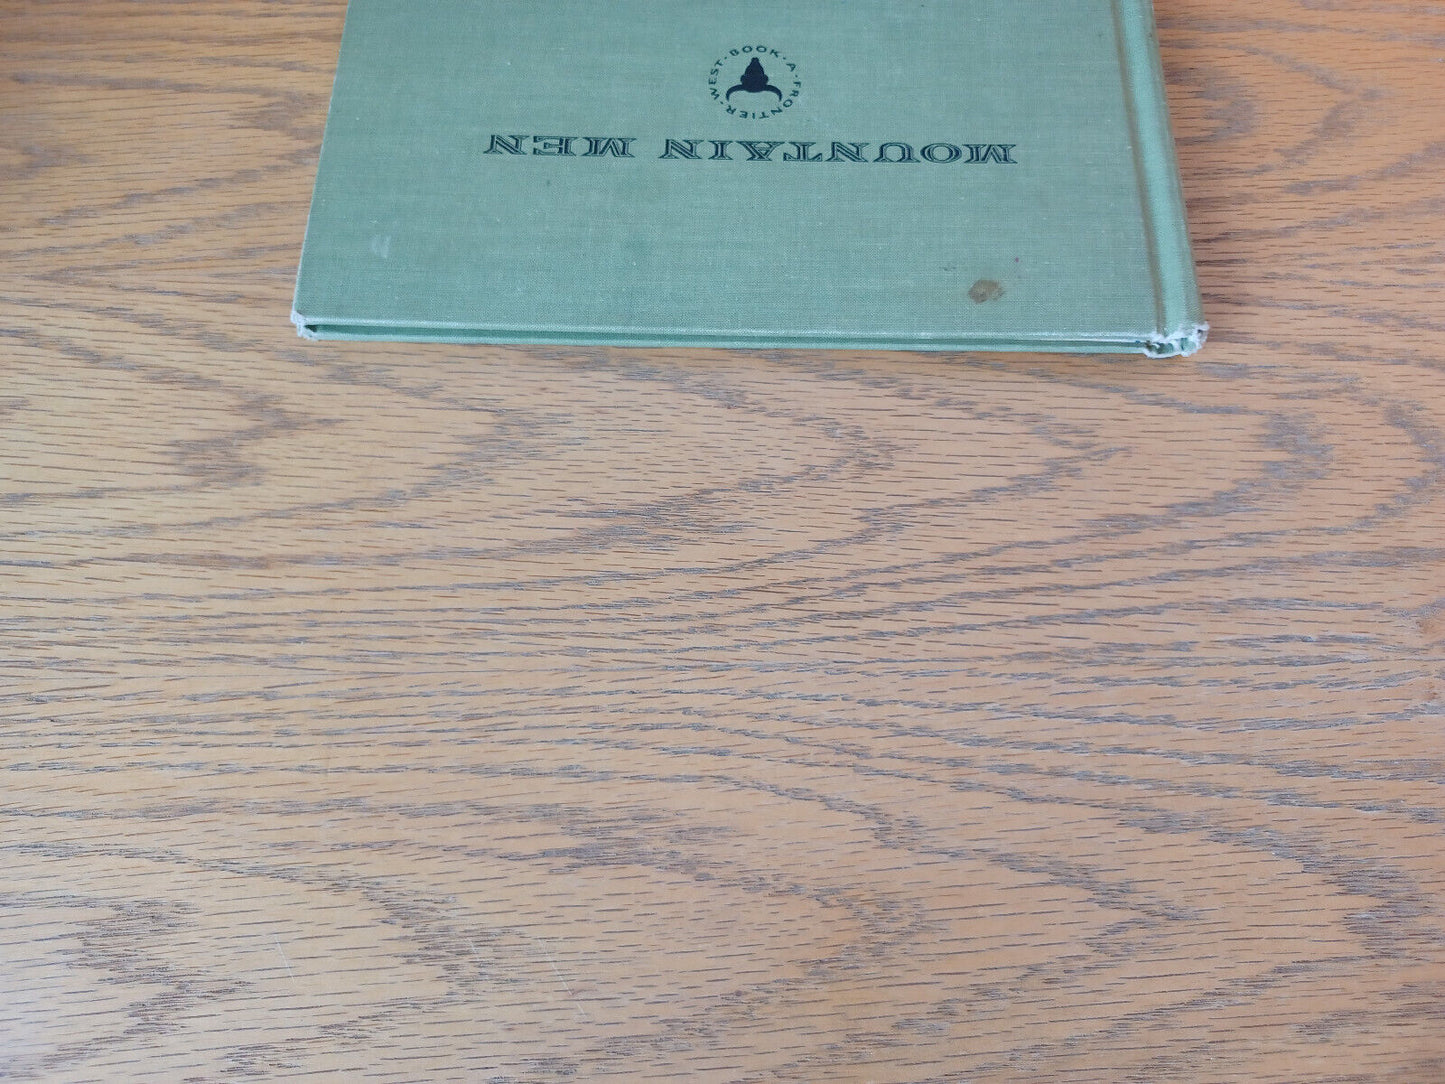 MOUNTAIN MEN
A · FRONTIER · WEST · BOOK ·